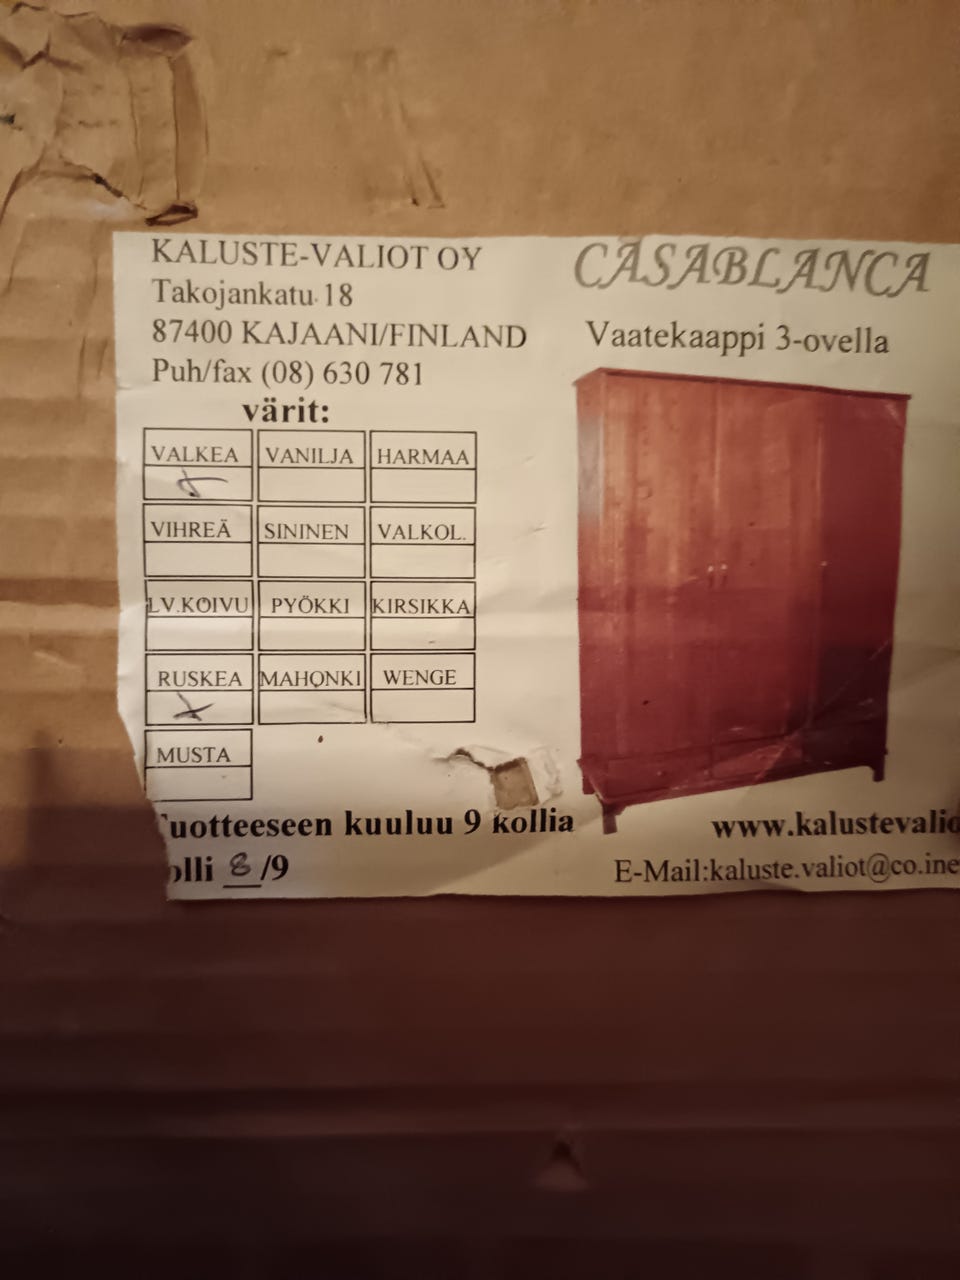 KALUSTE-VALIOT OY
Takojankatu 18
87400 KAJAANI/FINLAND
Puh/fax (08) 630 781
CASABLANCA
Vaatekaappi 3-ovella
värit:
VALKEA VANILJA HARMAA
VIHREÄ SININEN VALKOL.
LV.KOIVU PYÖKKI KIRSIKKA
RUSKEA MAHONKI WENGE
MUSTA
uotteeseen kuuluu 9 kollia
olli 8/9
www.kalustevalio
E-Mail:kaluste.valiot@co.ine